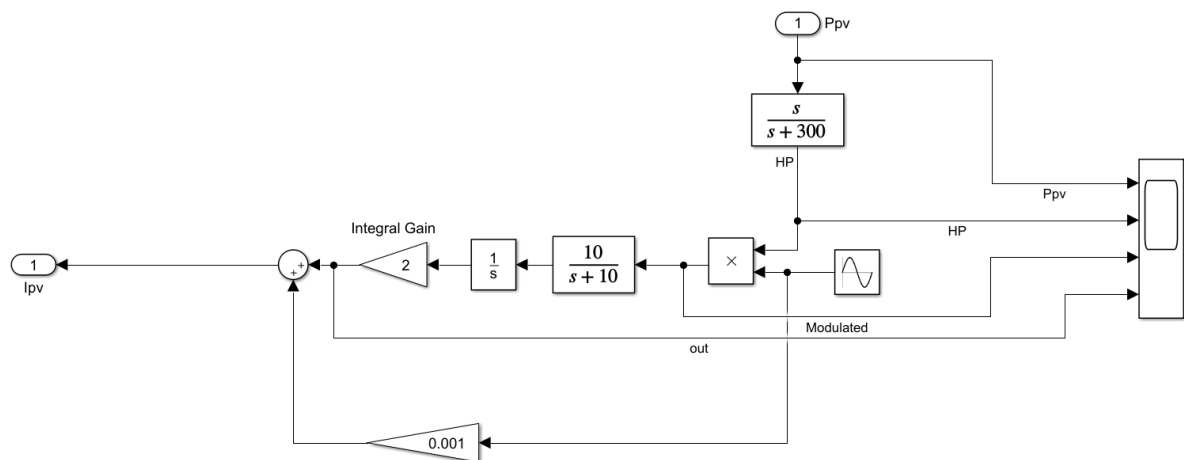 1
Ppv
s
s + 300
HP
Ppv
HP
Integral Gain
1
Ipv
+
+
2
1
s
10
s + 10
×
Modulated
out
0.001